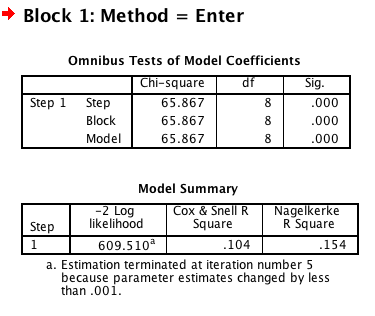 Block 1: Method = Enter
Omnibus Tests of Model Coefficients
Chi-square df Sig.
Step 1 Step 65.867 8 .000
Block 65.867 8 .000
Model 65.867 8 .000
Model Summary
Step -2 Log likelihood Cox & Snell R Square Nagelkerke R Square
1 609.510a .104 .154
a. Estimation terminated at iteration number 5
because parameter estimates changed by less
than .001.